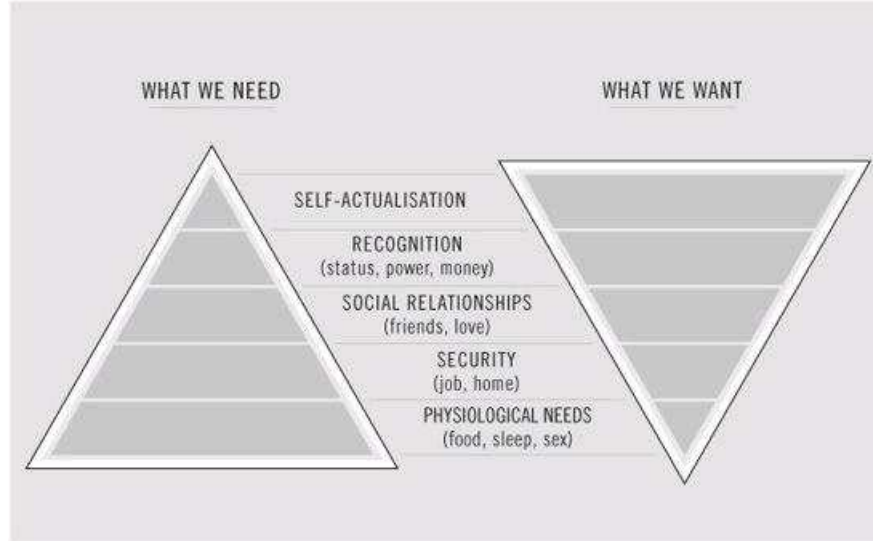 WHAT WE NEED
WHAT WE WANT
SELF-ACTUALISATION
RECOGNITION
(status, power, money)
SOCIAL RELATIONSHIPS
(friends, love)
SECURITY
(job, home)
PHYSIOLOGICAL NEEDS
(food, sleep, sex)